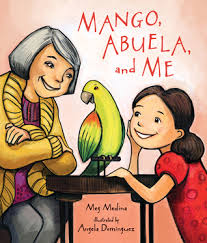 MANGO,
ABUELA,
and ME
Meg Medina
illustrated by
Angela Dominguez